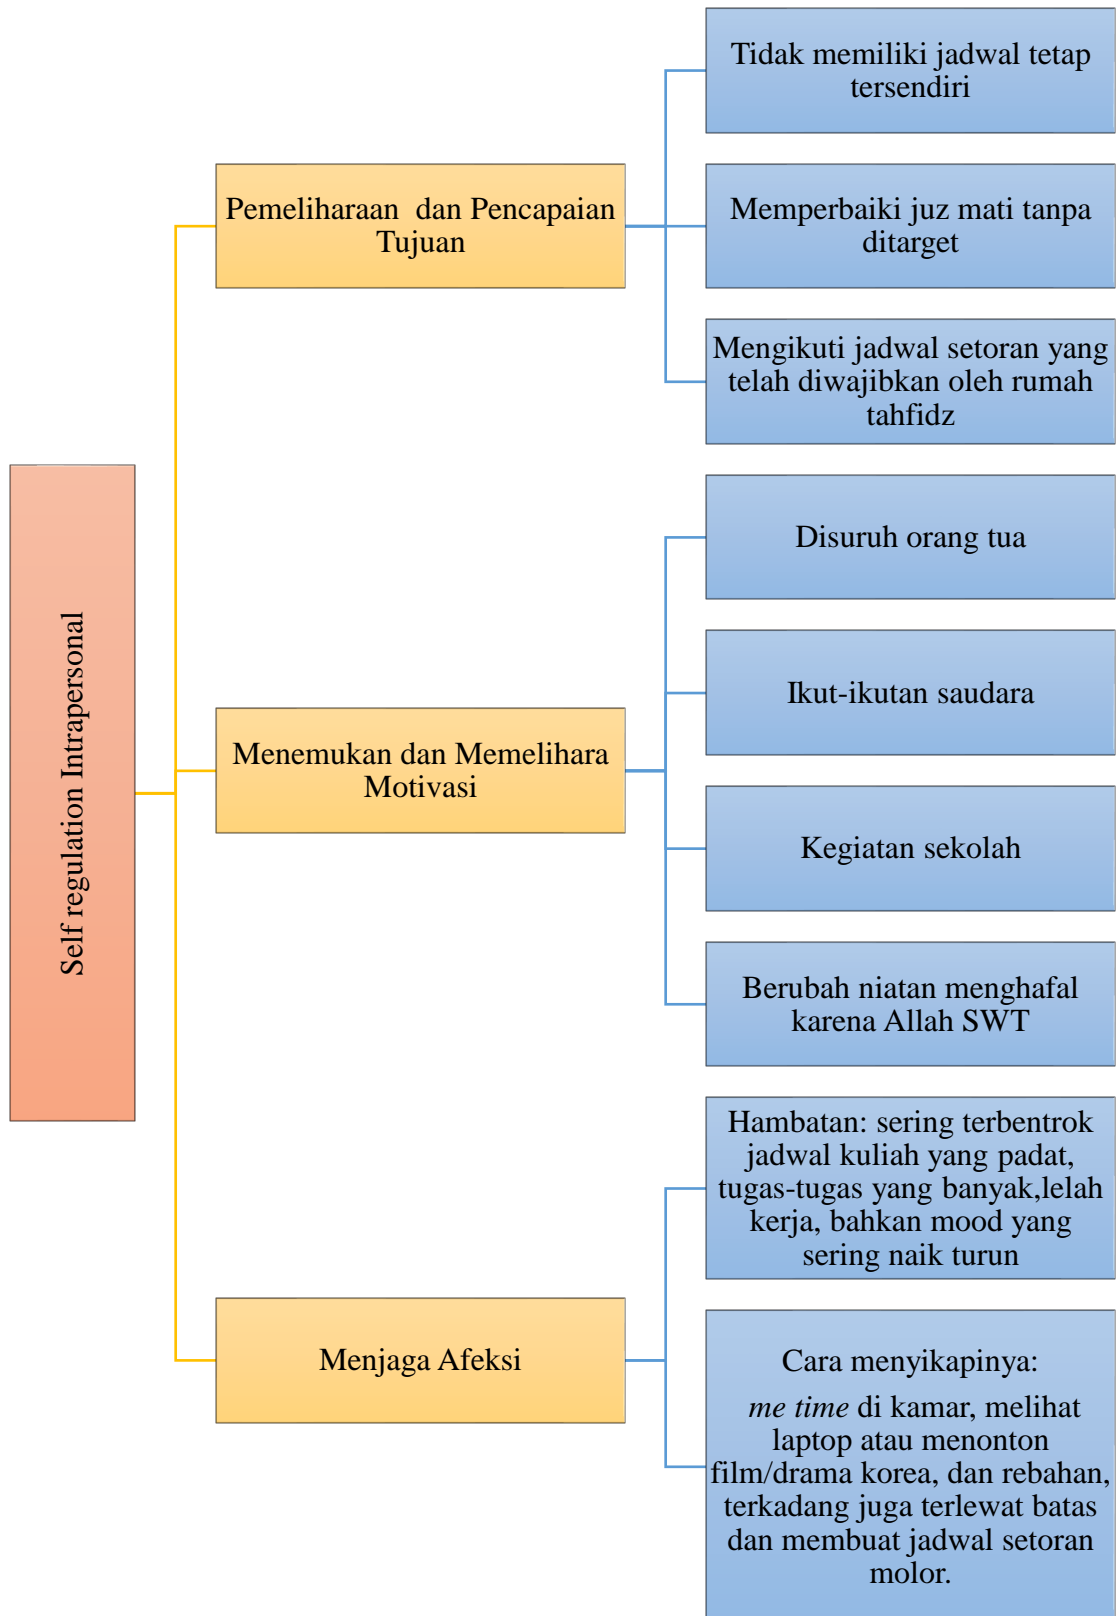 Self regulation Intrapersonal
Pemeliharaan dan Pencapaian
Tujuan
Tidak memiliki jadwal tetap
tersendiri
Memperbaiki juz mati tanpa
ditarget
Mengikuti jadwal setoran yang
telah diwajibkan oleh rumah
tahfidz
Menemukan dan Memelihara
Motivasi
Disuruh orang tua
Ikut-ikutan saudara
Kegiatan sekolah
Berubah niatan menghafal
karena Allah SWT
Menjaga Afeksi
Hambatan: sering terbentrok
jadwal kuliah yang padat,
tugas-tugas yang banyak,lelah
kerja, bahkan mood yang
sering naik turun
Cara menyikapinya:
me time di kamar, melihat
laptop atau menonton
film/drama korea, dan rebahan,
terkadang juga terlewat batas
dan membuat jadwal setoran
molor.